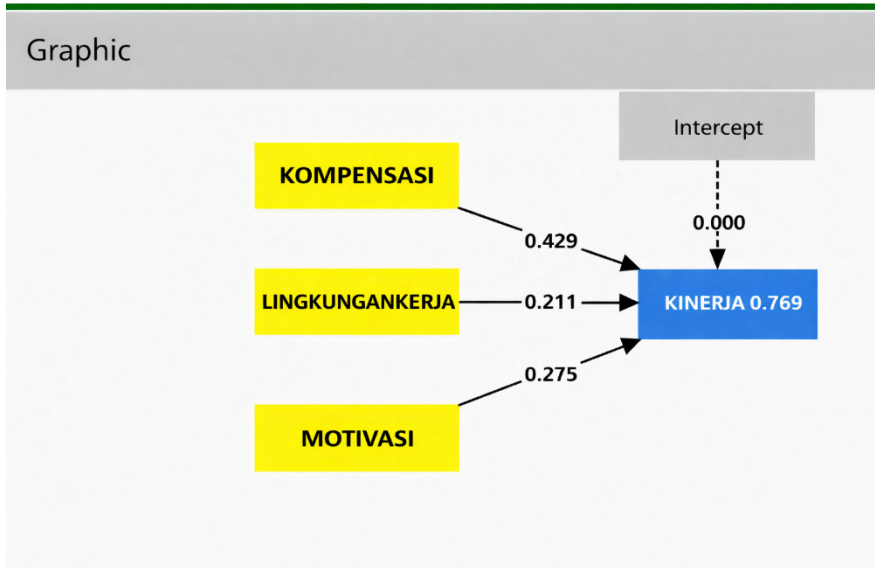 Graphic
Intercept
KOMPENSASI
0.000
0.429
LINGKUNGANKERJA
0.211
KINERJA 0.769
0.275
MOTIVASI